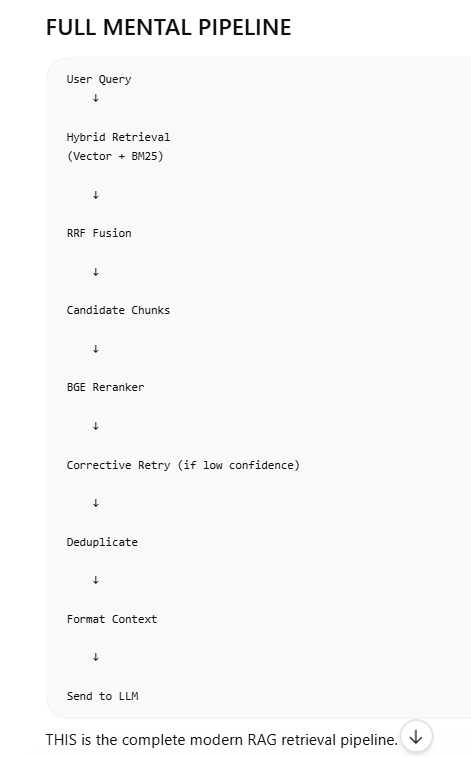 FULL MENTAL PIPELINE
User Query
↓
Hybrid Retrieval
(Vector + BM25)
↓
RRF Fusion
↓
Candidate Chunks
↓
BGE Reranker
↓
Corrective Retry (if low confidence)
↓
Deduplicate
↓
Format Context
↓
Send to LLM
THIS is the complete modern RAG retrieval pipeline.